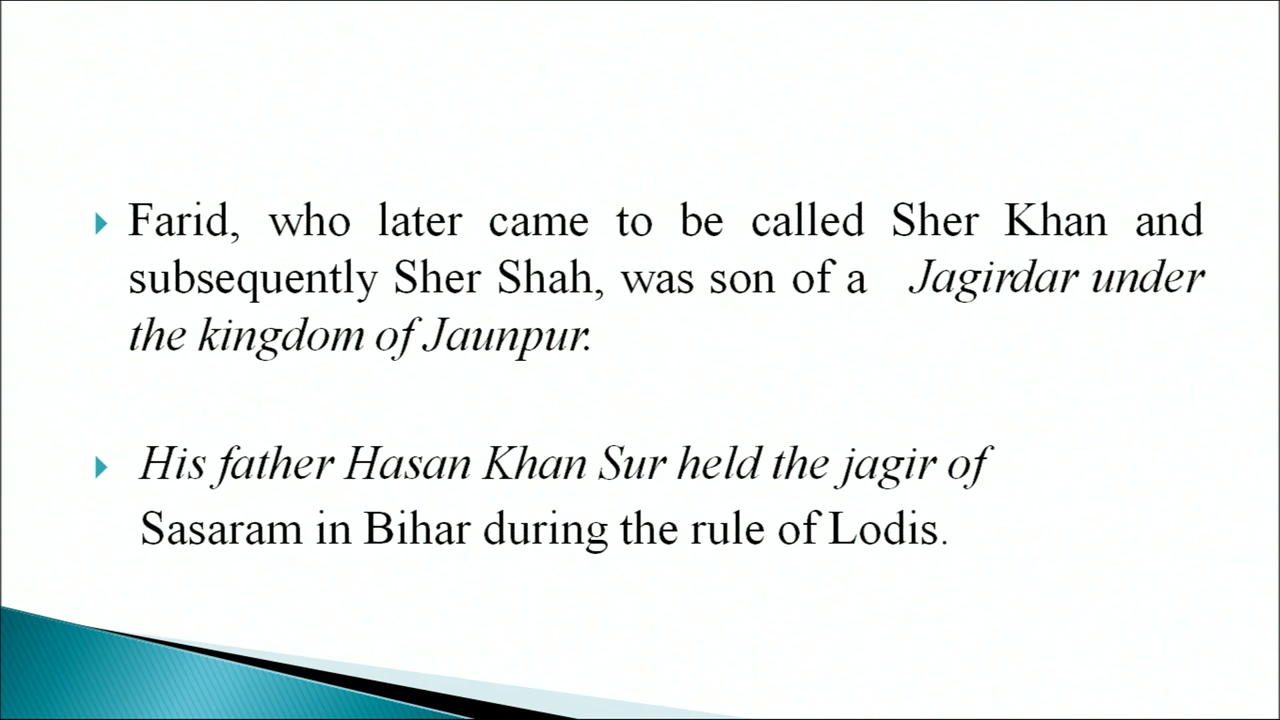 Farid, who later came to be called Sher Khan and
subsequently Sher Shah, was son of a Jagirdar under
the kingdom of Jaunpur.
His father Hasan Khan Sur held the jagir of
Sasaram in Bihar during the rule of Lodis.